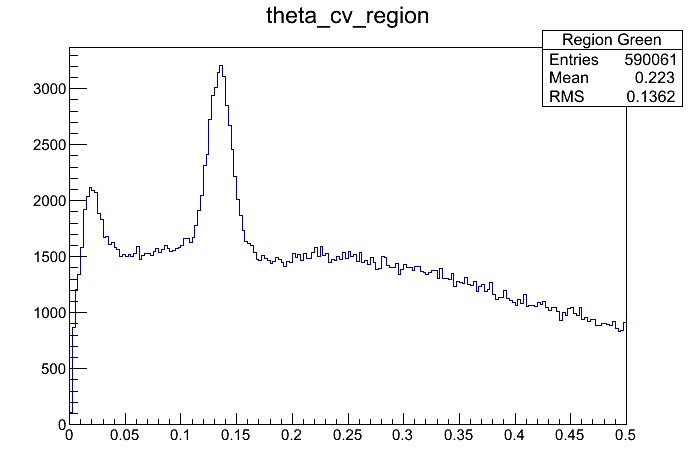 theta_cv_region
Region Green
Entries 590061
Mean 0.223
RMS 0.1362
3000
2500
2000
1500
1000
500
0
0 0.05 0.1 0.15 0.2 0.25 0.3 0.35 0.4 0.45 0.5